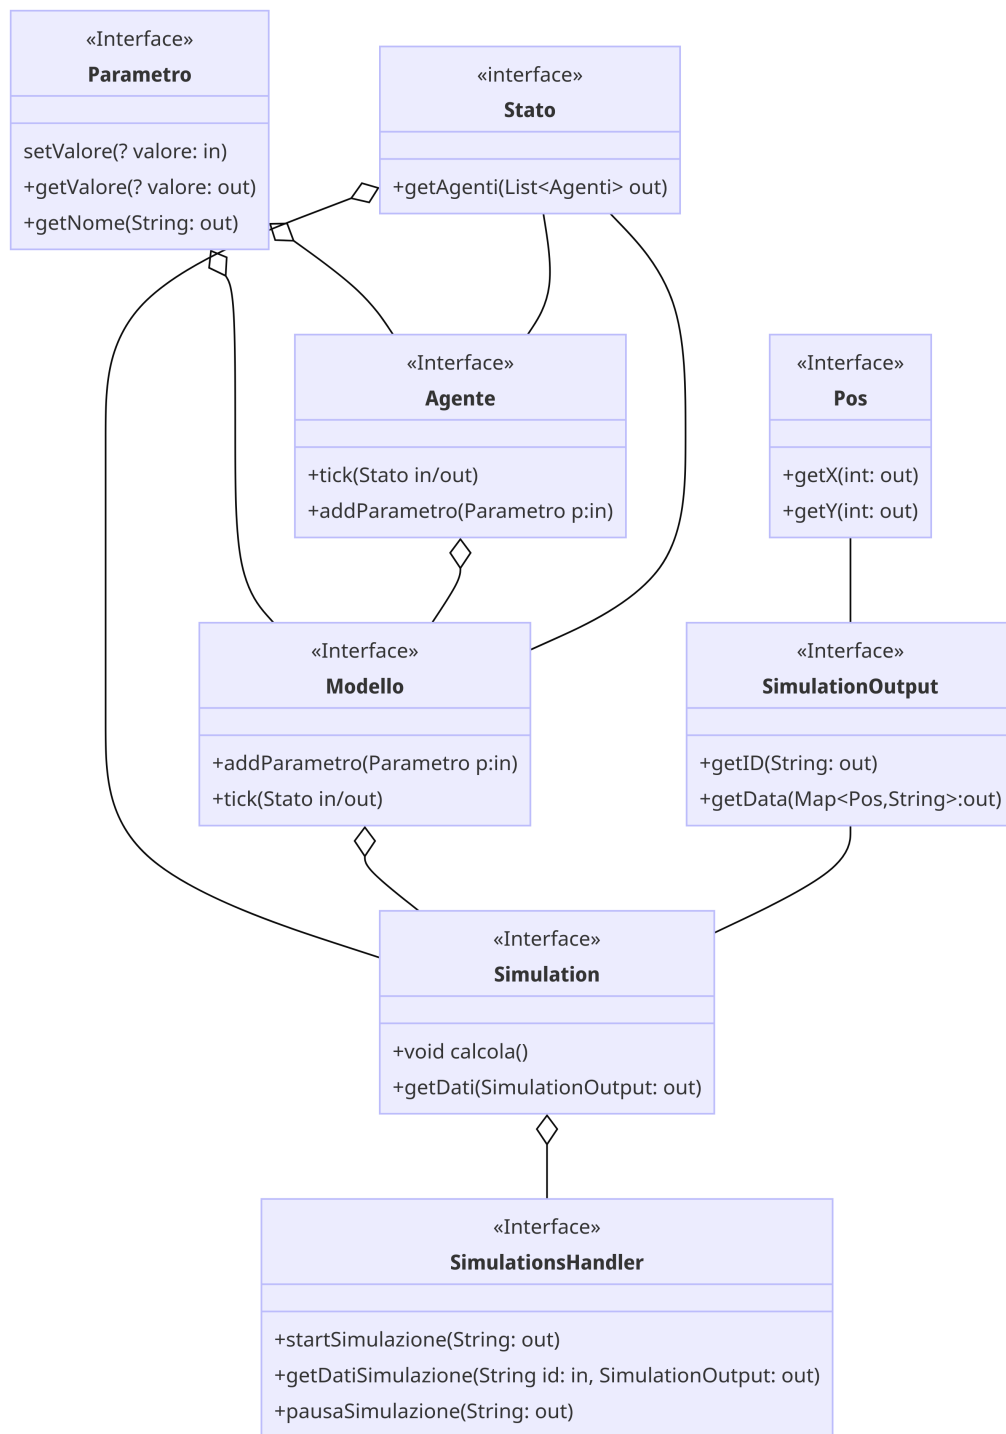 «Interface»
Parametro
setValore(? valore: in)
+getValore(? valore: out)
+getNome(String: out)
«interface»
Stato
+getAgenti(List<Agenti> out)
«Interface»
Agente
+tick(Stato in/out)
+addParametro(Parametro p:in)
«Interface»
Pos
+getX(int: out)
+getY(int: out)
«Interface»
Modello
+addParametro(Parametro p:in)
+tick(Stato in/out)
«Interface»
SimulationOutput
+getID(String: out)
+getData(Map<Pos,String>:out)
«Interface»
Simulation
+void calcola()
+getDati(SimulationOutput: out)
«Interface»
SimulationsHandler
+startSimulazione(String: out)
+getDatiSimulazione(String id: in, SimulationOutput: out)
+pausaSimulazione(String: out)